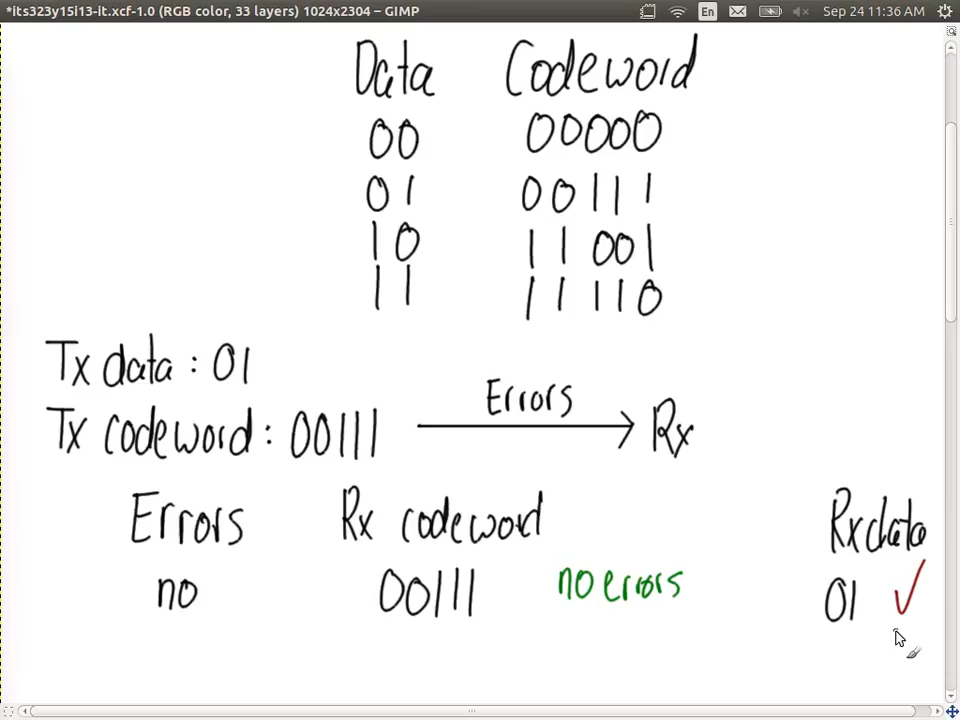 *its323y15i13-it.xcf-1.0 (RGB color, 33 layers) 1024x2304 – GIMP En Sep 24 11:36 AM
Data Codeword
00 00000
01 00111
10 11001
11 11110
Tx data : 01
Tx codeword : 00111 Errors Rx
Errors Rx codeword Rx data
no 00111 no errors 01 ✓